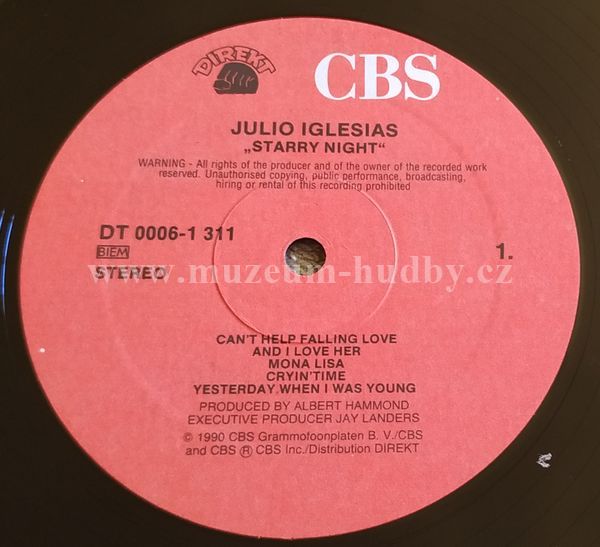 DIREKT
CBS
JULIO IGLESIAS
„STARRY NIGHT“
WARNING - All rights of the producer and of the owner of the recorded work
reserved. Unauthorised copying, public performance, broadcasting,
hiring or rental of this recording prohibited
DT 0006-1 311
BIEM
1.
STEREO
www.muzeum-hudby.cz
CAN'T HELP FALLING LOVE
AND I LOVE HER
MONA LISA
CRYIN'TIME
YESTERDAY WHEN I WAS YOUNG
PRODUCED BY ALBERT HAMMOND
EXECUTIVE PRODUCER JAY LANDERS
© 1990 CBS Grammofoonplaten B. V./CBS
and CBS ® CBS Inc./Distribution DIREKT